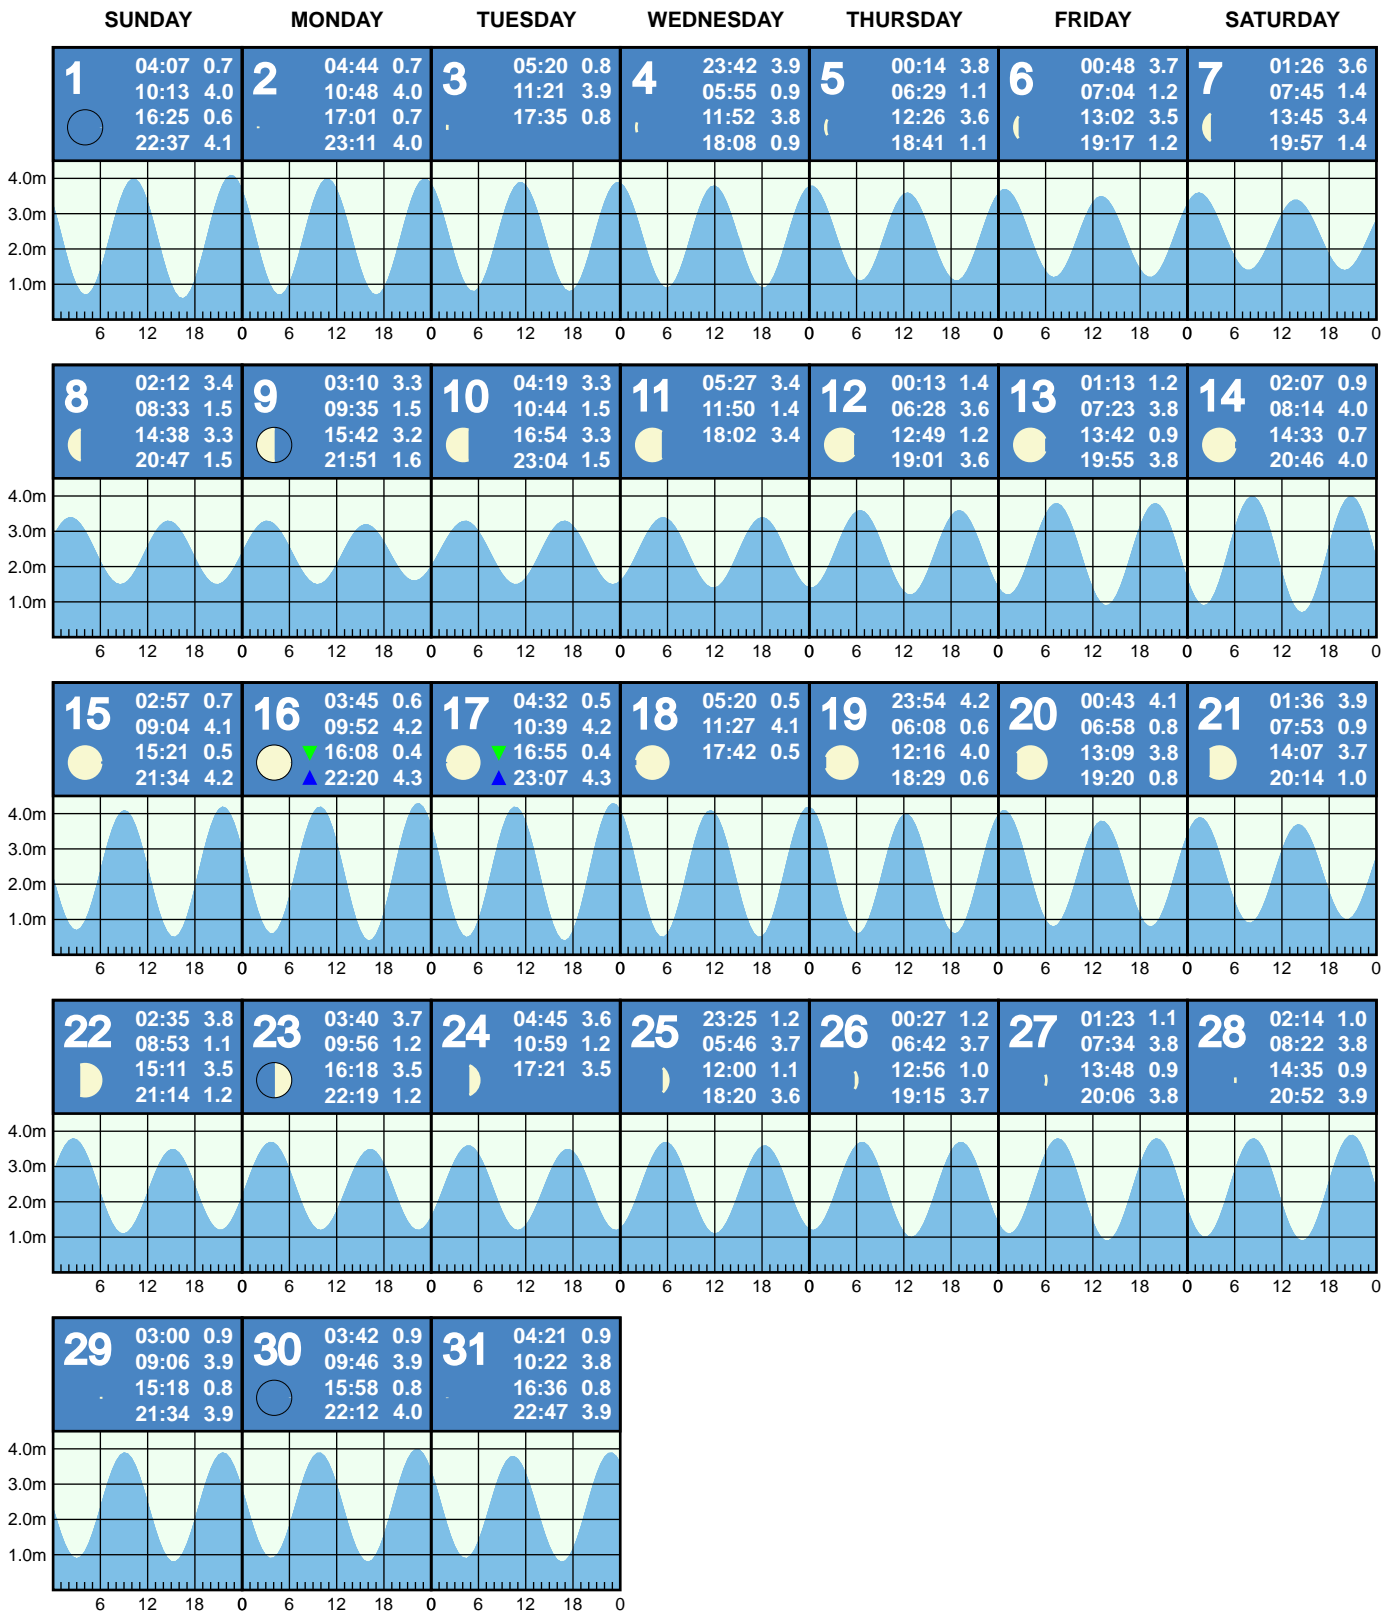 SUNDAY MONDAY TUESDAY WEDNESDAY THURSDAY FRIDAY SATURDAY
1 04:07 0.7
10:13 4.0
16:25 0.6
22:37 4.1
2 04:44 0.7
10:48 4.0
17:01 0.7
23:11 4.0
3 05:20 0.8
11:21 3.9
17:35 0.8
4 23:42 3.9
05:55 0.9
11:52 3.8
18:08 0.9
5 00:14 3.8
06:29 1.1
12:26 3.6
18:41 1.1
6 00:48 3.7
07:04 1.2
13:02 3.5
19:17 1.2
7 01:26 3.6
07:45 1.4
13:45 3.4
19:57 1.4
4.0m
3.0m
2.0m
1.0m
6 12 18 0 6 12 18 0 6 12 18 0 6 12 18 0 6 12 18 0 6 12 18 0 6 12 18 0
8 02:12 3.4
08:33 1.5
14:38 3.3
20:47 1.5
9 03:10 3.3
09:35 1.5
15:42 3.2
21:51 1.6
10 04:19 3.3
10:44 1.5
16:54 3.3
23:04 1.5
11 05:27 3.4
11:50 1.4
18:02 3.4
12 00:13 1.4
06:28 3.6
12:49 1.2
19:01 3.6
13 01:13 1.2
07:23 3.8
13:42 0.9
19:55 3.8
14 02:07 0.9
08:14 4.0
14:33 0.7
20:46 4.0
4.0m
3.0m
2.0m
1.0m
6 12 18 0 6 12 18 0 6 12 18 0 6 12 18 0 6 12 18 0 6 12 18 0 6 12 18 0
15 02:57 0.7
09:04 4.1
15:21 0.5
21:34 4.2
16 03:45 0.6
09:52 4.2
16:08 0.4
22:20 4.3
17 04:32 0.5
10:39 4.2
16:55 0.4
23:07 4.3
18 05:20 0.5
11:27 4.1
17:42 0.5
19 23:54 4.2
06:08 0.6
12:16 4.0
18:29 0.6
20 00:43 4.1
06:58 0.8
13:09 3.8
19:20 0.8
21 01:36 3.9
07:53 0.9
14:07 3.7
20:14 1.0
4.0m
3.0m
2.0m
1.0m
6 12 18 0 6 12 18 0 6 12 18 0 6 12 18 0 6 12 18 0 6 12 18 0 6 12 18 0
22 02:35 3.8
08:53 1.1
15:11 3.5
21:14 1.2
23 03:40 3.7
09:56 1.2
16:18 3.5
22:19 1.2
24 04:45 3.6
10:59 1.2
17:21 3.5
25 23:25 1.2
05:46 3.7
12:00 1.1
18:20 3.6
26 00:27 1.2
06:42 3.7
12:56 1.0
19:15 3.7
27 01:23 1.1
07:34 3.8
13:48 0.9
20:06 3.8
28 02:14 1.0
08:22 3.8
14:35 0.9
20:52 3.9
4.0m
3.0m
2.0m
1.0m
6 12 18 0 6 12 18 0 6 12 18 0 6 12 18 0 6 12 18 0 6 12 18 0 6 12 18 0
29 03:00 0.9
09:06 3.9
15:18 0.8
21:34 3.9
30 03:42 0.9
09:46 3.9
15:58 0.8
22:12 4.0
31 04:21 0.9
10:22 3.8
16:36 0.8
22:47 3.9
4.0m
3.0m
2.0m
1.0m
6 12 18 0 6 12 18 0 6 12 18 0